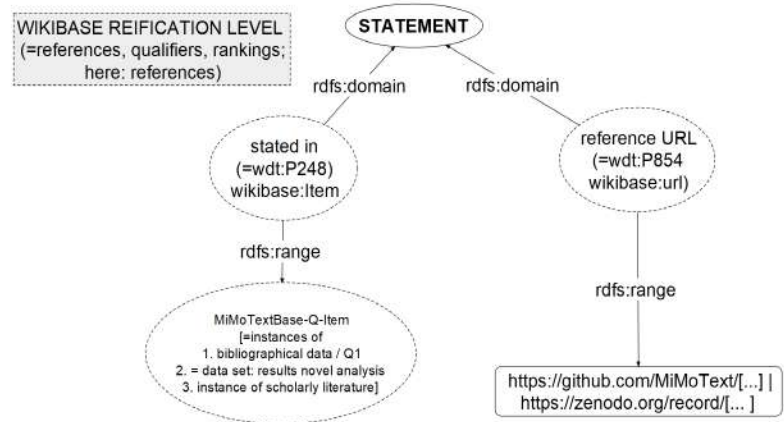 WIKIBASE REIFICATION LEVEL
(=references, qualifiers, rankings;
here: references)
STATEMENT
rdfs:domain
rdfs:domain
stated in
(=wdt:P248)
wikibase:Item
reference URL
(=wdt:P854
wikibase:url)
rdfs:range
rdfs:range
MiMoTextBase-Q-Item
[=instances of
1. bibliographical data / Q1
2. = data set: results novel analysis
3. instance of scholarly literature]
https://github.com/MiMoText/[...] |
https://zenodo.org/record/[... ]